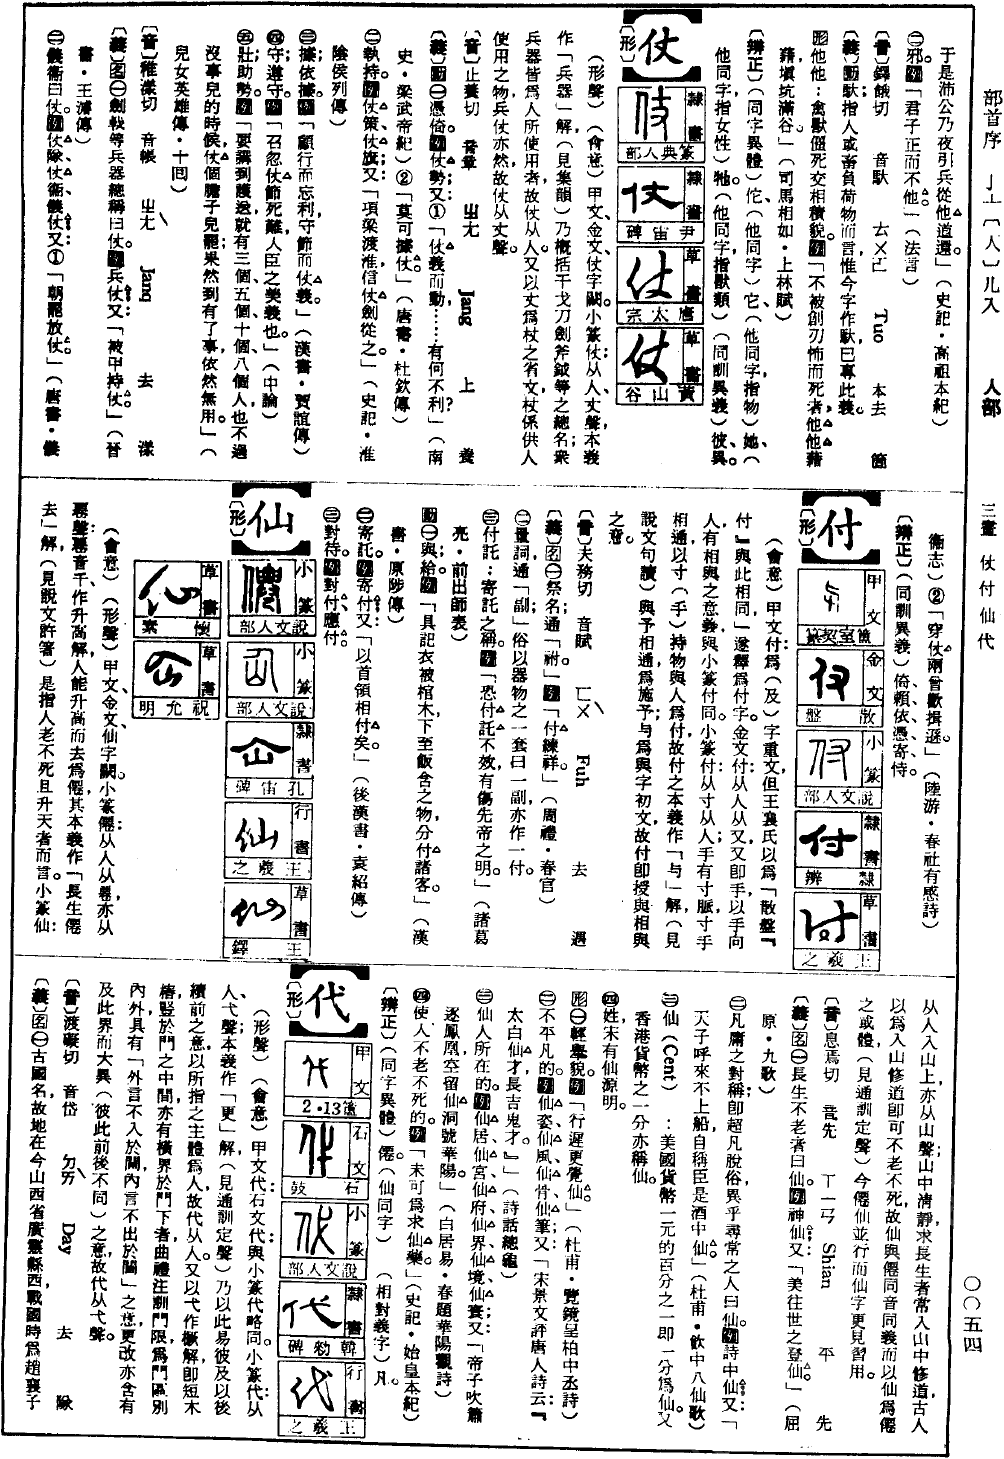 部首序 人部 三畫 仗付仙代 〇〇五四
于是沛公乃夜引兵從他道還。」（史記・高祖本紀）
㊁邪。例「君子正而不他。」（法言）
〔音〕鐸餓切 音馱 ㄊㄨㄛ Tuo 本去 箇
〔義〕動馱指人或畜負荷物而言惟今字作馱已專此義。
形他他：禽獸僵死交相積貌。例「不被創刃怖而死者，他他藉
藉，填坑滿谷。」（司馬相如・上林賦）
〔辨正〕（同字異體）佗、（他同字）它、（他同字指物）她、（
他同字，指女性）牠。（他同字，指獸類）（同訓異義）彼、異。
【仗】
〔形〕
隸書 篆典人部
隸書 尹宙碑
草書 唐太宗
草書 黃山谷
（形聲）（會意）甲文、金文、仗字闕。小篆仗：从人、丈聲，本義
作「兵器」解，（見集韻）乃概括干戈刀劍斧鉞等之總名；衆
兵器皆爲人所使用者，故仗从人。又以丈爲杖之省文，杖係供人
使用之物，兵仗亦然，故仗从丈聲。
〔音〕止養切 音掌 ㄓㄤ Jang 上 養
〔義〕動㊀憑倚。例仗勢；又：①「仗義而動……有何不利？」（南
史・梁武帝紀）②「莫可據仗。」（唐書・杜欽傳）
㊁執持。例仗策、仗旗；又：「項梁渡淮，信仗劍從之。」（史記・淮
陰侯列傳）
㊂據依據。例「顧行而忘利，守節而仗義。」（漢書・賈誼傳）
㊃守遵守。例「召忽仗節死難，人臣之美義也。」（中論）
㊄壯助勢。例「要講到護送，就有三個、五個、十個、八個人，也不過
沒事兒的時候仗個膽子兒罷；果然到有了事，依然無用。」（
兒女英雄傳・十回）
〔音〕稚漾切 音帳 ㄓㄤˋ Jang 去 漾
〔義〕名㊀劍戟等兵器總稱曰仗。例兵仗；又：「被甲持仗。」（晉
書・王濬傳）
㊁儀衞曰仗。例仗隊、仗衞、儀仗；又：①「朝罷放仗。」（唐書・儀
衞志）②「穿仗兩曾歡揖遜。」（陸游・春社有感詩）
〔辨正〕（同訓異義）倚、賴、依、憑、寄、恃。
【付】
〔形〕
甲文 簠室契類
金文 散盤
小篆 說文人部
隸書 隸辨
草書 王羲之
（會意）甲文付爲（及）字重文，但王襄氏以爲「散盤『
付』與此相同」，遂釋爲付字。金文付：从人从又，又卽手，以手向
人，有相與之意，義與小篆付同。小篆付：从寸从人；手有寸脈，寸手
相通，以寸（手）持物與人爲付，故付之本義作「与」解，（見
說文句讀）與予相通爲施予，与爲與字初文，故付卽授與相與
之意。
〔音〕夫務切 音賦 ㄈㄨˋ Fuh 去 遇
〔義〕名㊀祭名，通「祔」。例「付練祥。」（周禮・春官）
㊁量詞，通「副」，俗以器物之一套曰一副，亦作一付。
㊂付託：寄託之稱。例「恐付託不效，有傷先帝之明。」（諸葛
亮・前出師表）
動㊀與；給。例「具記衣被棺木，下至飯含之物，分付諸客。」（漢
書・原陟傳）
㊁寄託。例寄付；又：「以首領相付矣。」（後漢書・袁紹傳）
㊂對待。例對付、應付。
【仙】
〔形〕
小篆 說文人部
小篆 說文人部
隸書 孔宙碑
行書 王羲之
草書 王鐸
草書 懷素
草書 祝允明
（會意）（形聲）甲文、金文仙字闕。小篆僊：从人从䙴，亦从
䙴聲；䙴音千，作升高解，人能升高而去爲僊，其本義作「長生僊
去」解，（見說文許箸）是指人老不死且升天者而言。小篆仙：
从人入山上，亦从山聲；山中淸靜，求長生者常入山中修道，古人
以爲入山修道卽可不老不死；故仙與僊同音同義，而以仙爲僊
之或體（見通訓定聲）今僊仙並行，而仙字更見習用。
〔音〕息焉切 音先 ㄒㄧㄢ Shian 平 先
〔義〕名㊀長生不老者曰仙。例神仙；又：「美往世之登仙。」（屈
原・九歌）
㊁凡庸之對稱；卽超凡脫俗異乎尋常之人曰仙。例詩中仙；又：「
天子呼來不上船，自稱臣是酒中仙。」（杜甫・飲中八仙歌）
㊂仙（Cent）：美國貨幣一元的百分之一，卽一分爲仙；又
香港貨幣之一分亦稱仙。
㊃姓，宋有仙源明。
形㊀輕舉貌。例「行遲更覺仙。」（杜甫・覽鏡呈柏中丞詩）
㊁不平凡的。例仙姿、仙風、仙骨、仙筆；又：「宋景文評唐人詩云：『
太白仙才，長吉鬼才。』」（詩話總龜）
㊂仙人所在的。例仙居、仙宮、仙府、仙界、仙境、仙寰；又：「帝子吹簫
逐鳳凰，空留仙洞號華陽。」（白居易・春題華陽觀詩）
㊃使人不老不死的。例「未可爲求仙藥。」（史記・始皇本紀）
〔辨正〕（同字異體）僊。（仙同字）（相對義字）凡。
【代】
〔形〕
甲文 簠2・13
石文 石鼓
小篆 說文人部
隸書 韓勑碑
行書 王羲之
（形聲）（會意）甲文代石文代：與小篆代略同。小篆代：从
人、弋聲；本義作「更」解，（見通訓定聲）乃以此易彼及以後
續前之意，以所指之主體爲人，故代从人。又以弋作橛解，卽短木
樁豎於門之中間，亦有橫界於門下者，曲禮注訓門限，爲門區別
內外，具有「外言不入於閫，內言不出於閫」之意；更改亦含有
及此界而大異（彼此前後不同）之意，故代从弋聲。
〔音〕渡礙切 音岱 ㄉㄞˋ Day 去 隊
〔義〕名㊀古國名，故地在今山西省廣靈縣西，戰國時爲趙襄子